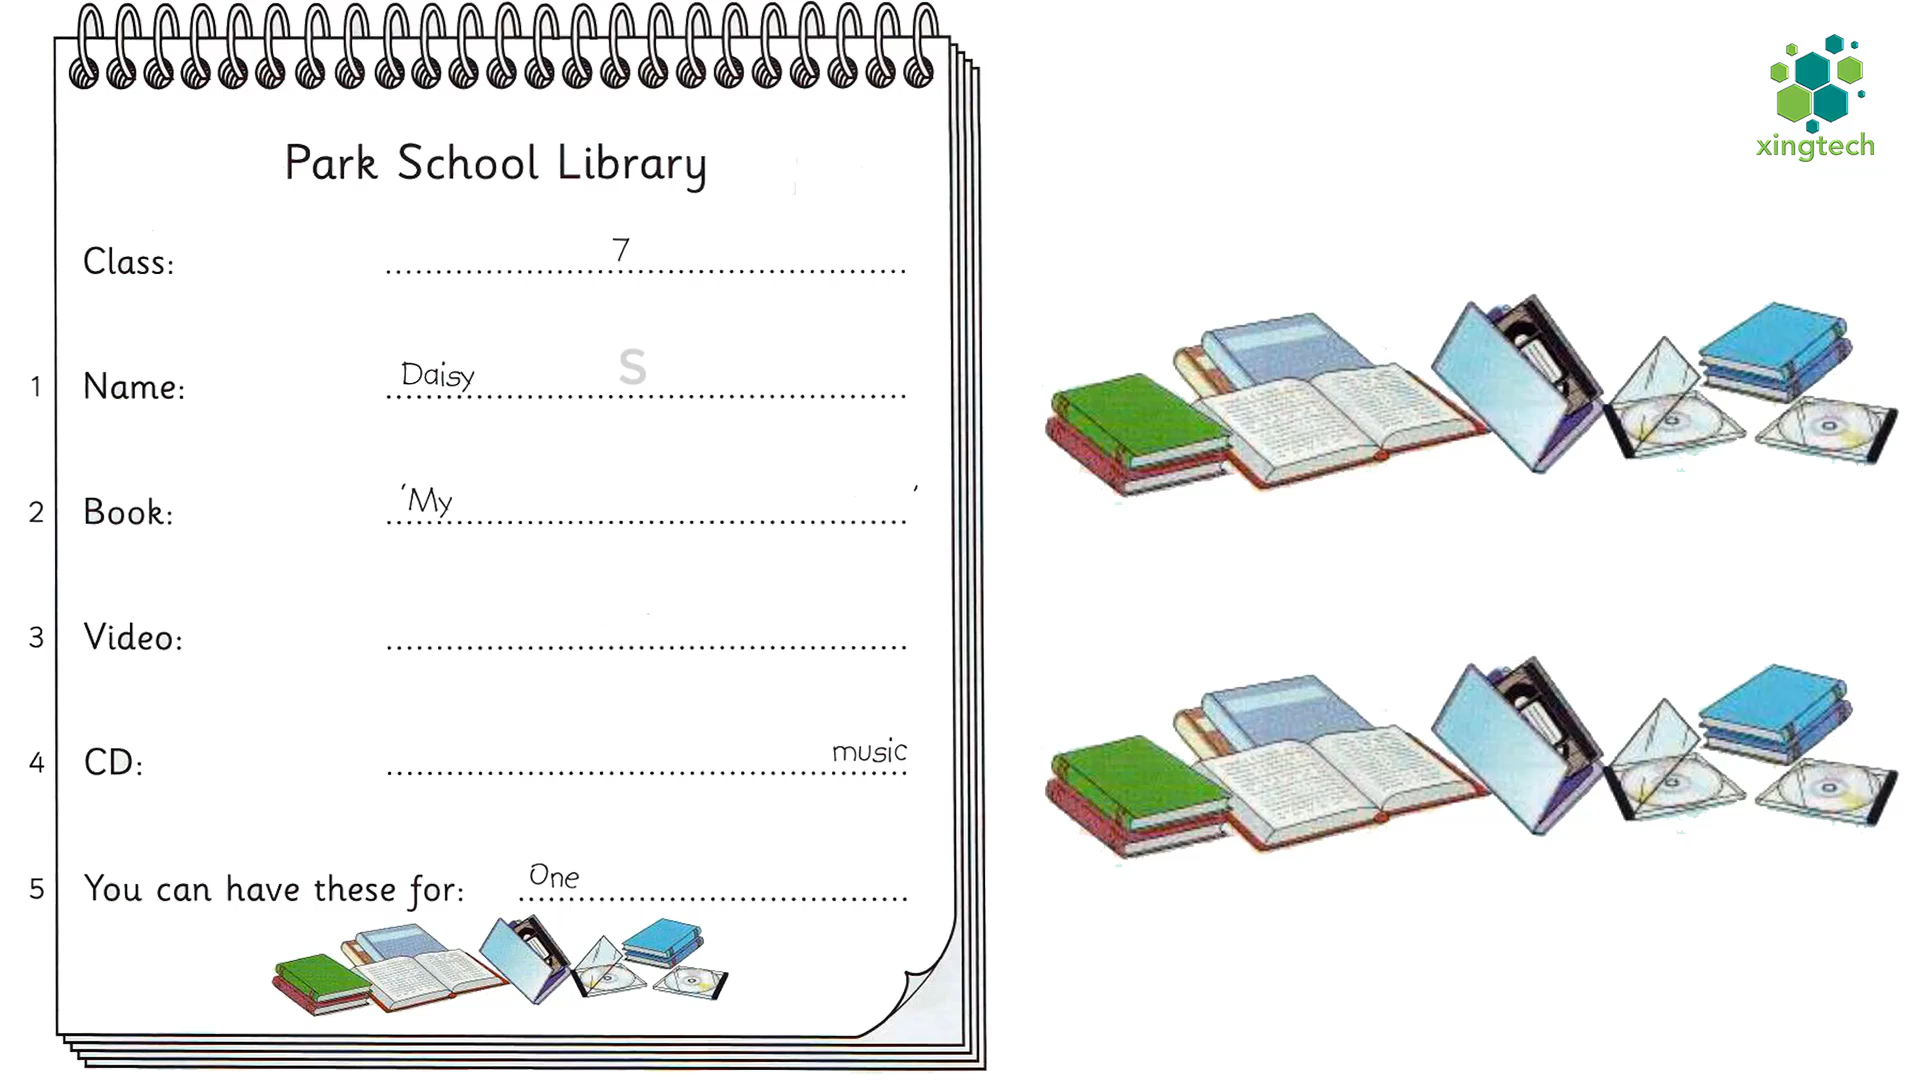 xingtech
Park School Library
Class: 7
1 Name: Daisy S
2 Book: 'My '
3 Video:
4 CD: music
5 You can have these for: One